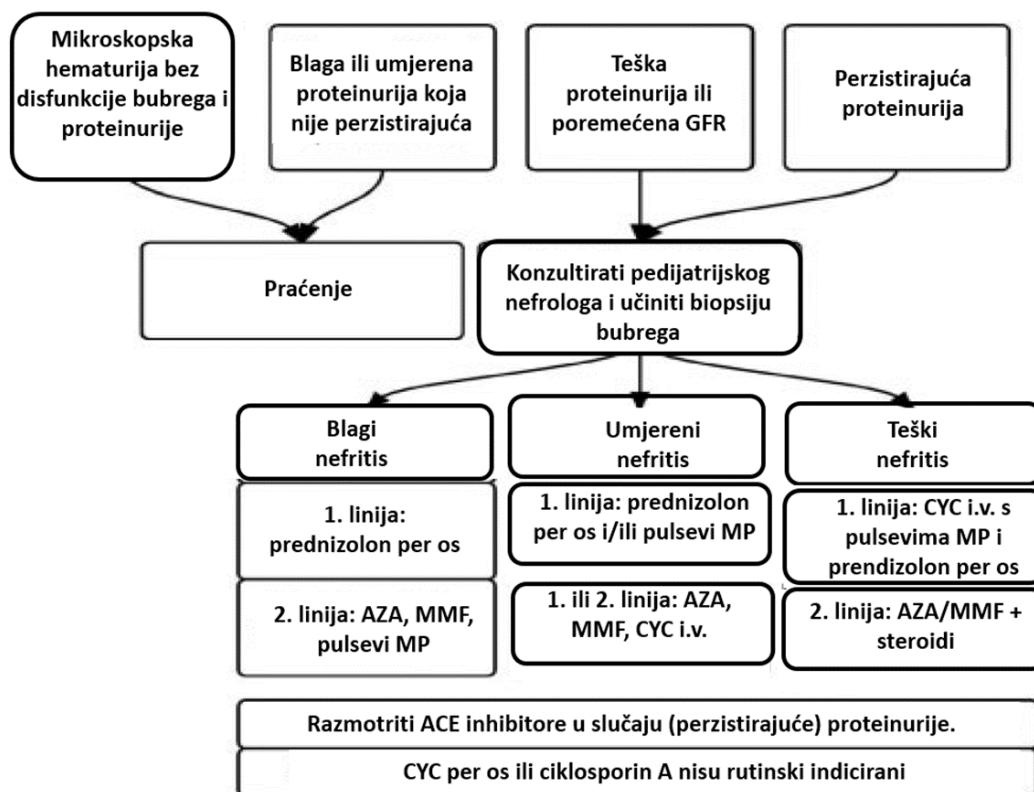 Mikroskopska
hematurija bez
disfunkcije bubrega i
proteinurije
Blaga ili umjerena
proteinurija koja
nije perzistirajuća
Teška
proteinurija ili
poremećena GFR
Perzistirajuća
proteinurija
Praćenje
Konzultirati pedijatrijskog
nefrologa i učiniti biopsiju
bubrega
Blagi
nefritis
Umjereni
nefritis
Teški
nefritis
1. linija:
prednizolon per os
1. linija: prednizolon
per os i/ili pulsevi MP
1. linija: CYC i.v. s
pulsevima MP i
prendizolon per os
2. linija: AZA, MMF,
pulsevi MP
1. ili 2. linija: AZA,
MMF, CYC i.v.
2. linija: AZA/MMF +
steroidi
Razmotriti ACE inhibitore u slučaju (perzistirajuće) proteinurije.
CYC per os ili ciklosporin A nisu rutinski indicirani